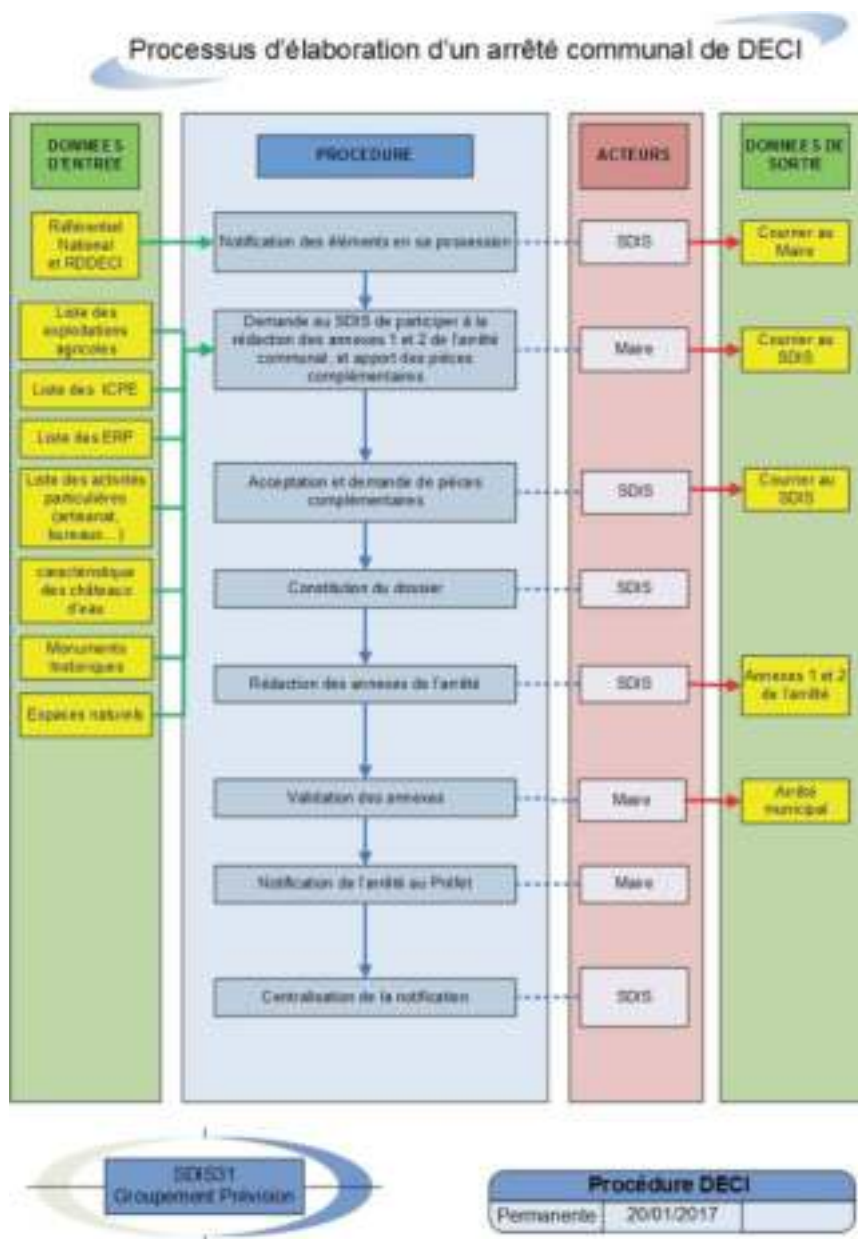 Processus d'élaboration d'un arrêté communal de DECI
DONNEES
D'ENTREE
PROCEDURE
ACTEURS
DONNEES DE
SORTIE
Référentiel
National
et RDDECI
Notification des éléments en sa possession
SDIS
Courrier au
Maire
Liste des
exploitations
agricoles
Liste des ICPE
Liste des ERP
Liste des activités
particulières
(artisanat,
bureaux...)
caractéristique
des châteaux
d'eau
Monuments
historiques
Espaces naturels
Demande au SDIS de participer à la
rédaction des annexes 1 et 2 de l'arrêté
communal, et apport des pièces
complémentaires
Maire
Courrier au
SDIS
Acceptation et demande de pièces
complémentaires
SDIS
Courrier au
SDIS
Constitution du dossier
SDIS
Rédaction des annexes de l'arrêté
SDIS
Annexes 1 et 2
de l'arrêté
Validation des annexes
Maire
Arrêté
municipal
Notification de l'arrêté au Préfet
Maire
Centralisation de la notification
SDIS
SDIS31
Groupement Prévision
Procédure DECI
Permanente
20/01/2017